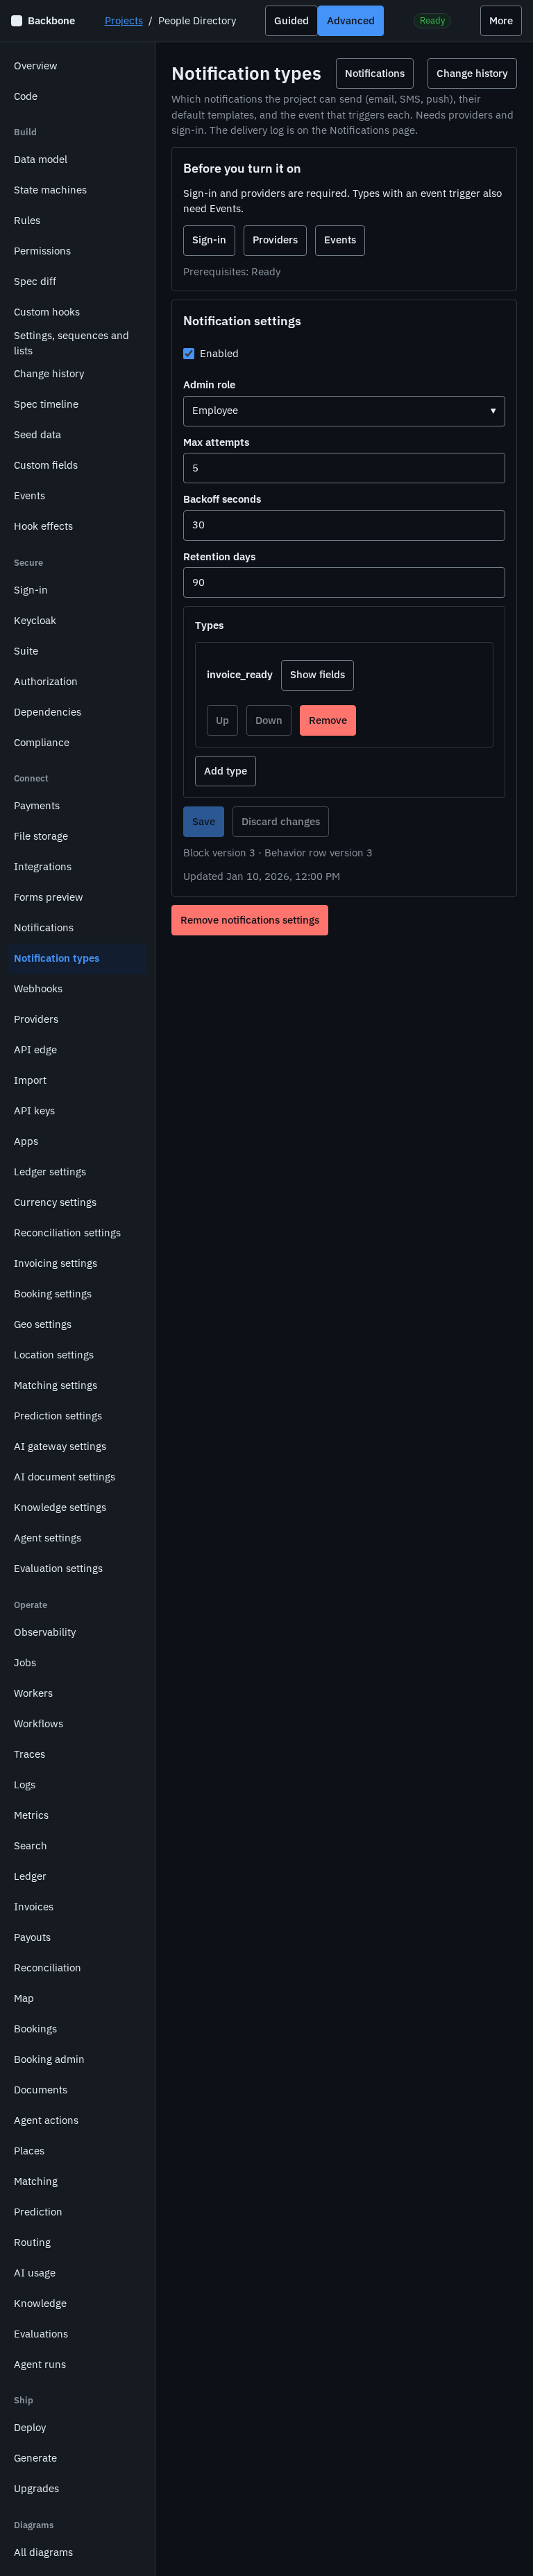 Backbone
Projects / People Directory
Guided
Advanced
Ready
More
Overview
Code
Build
Data model
State machines
Rules
Permissions
Spec diff
Custom hooks
Settings, sequences and
lists
Change history
Spec timeline
Seed data
Custom fields
Events
Hook effects
Secure
Sign-in
Keycloak
Suite
Authorization
Dependencies
Compliance
Connect
Payments
File storage
Integrations
Forms preview
Notifications
Notification types
Webhooks
Providers
API edge
Import
API keys
Apps
Ledger settings
Currency settings
Reconciliation settings
Invoicing settings
Booking settings
Geo settings
Location settings
Matching settings
Prediction settings
AI gateway settings
AI document settings
Knowledge settings
Agent settings
Evaluation settings
Operate
Observability
Jobs
Workers
Workflows
Traces
Logs
Metrics
Search
Ledger
Invoices
Payouts
Reconciliation
Map
Bookings
Booking admin
Documents
Agent actions
Places
Matching
Prediction
Routing
AI usage
Knowledge
Evaluations
Agent runs
Ship
Deploy
Generate
Upgrades
Diagrams
All diagrams
Notification types
Notifications
Change history
Which notifications the project can send (email, SMS, push), their
default templates, and the event that triggers each. Needs providers and
sign-in. The delivery log is on the Notifications page.
Before you turn it on
Sign-in and providers are required. Types with an event trigger also
need Events.
Sign-in
Providers
Events
Prerequisites: Ready
Notification settings
Enabled
Admin role
Employee
Max attempts
5
Backoff seconds
30
Retention days
90
Types
invoice_ready
Show fields
Up
Down
Remove
Add type
Save
Discard changes
Block version 3 · Behavior row version 3
Updated Jan 10, 2026, 12:00 PM
Remove notifications settings